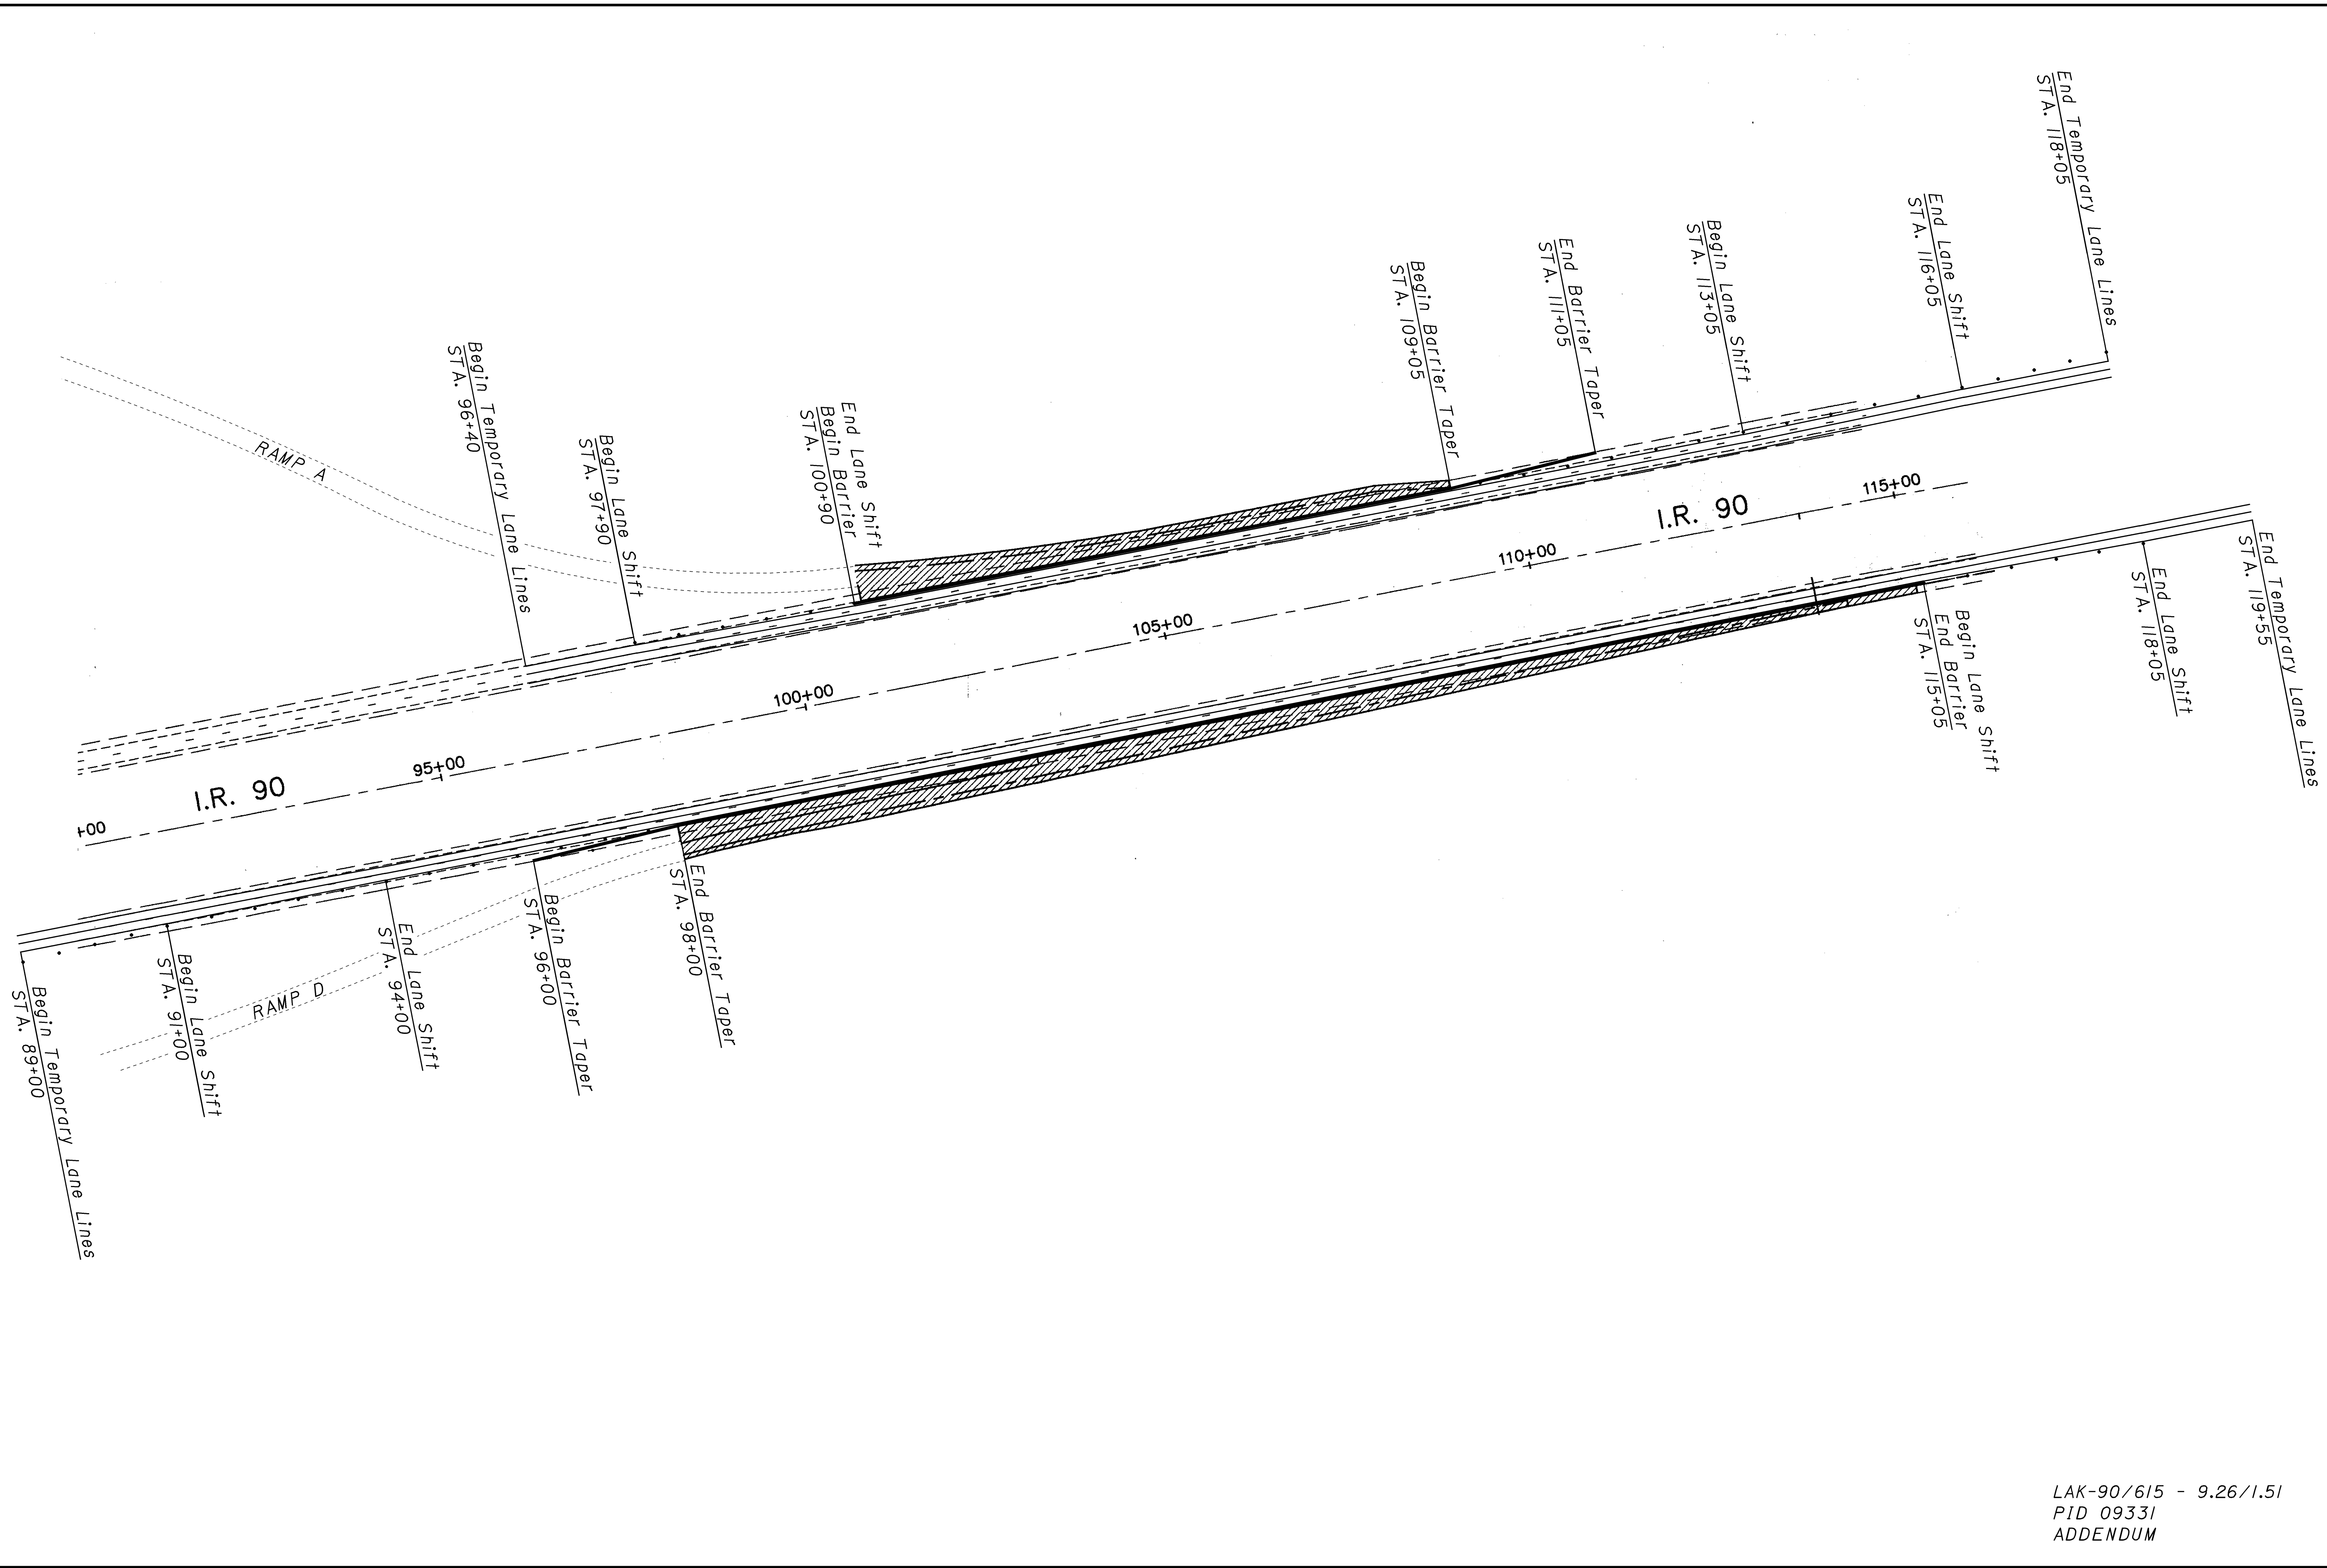 End Temporary Lane Lines
STA. 118+05
End Lane Shift
STA. 116+05
Begin Lane Shift
STA. 113+05
End Barrier Taper
STA. 111+05
Begin Barrier Taper
STA. 109+05
End Lane Shift
Begin Barrier
STA. 100+90
Begin Lane Shift
STA. 97+90
Begin Temporary Lane Lines
STA. 96+40
RAMP A
I.R. 90
115+00
110+00
105+00
100+00
95+00
I.R. 90
+00
End Temporary Lane Lines
STA. 119+55
End Lane Shift
STA. 118+05
Begin Lane Shift
End Barrier
STA. 115+05
End Barrier Taper
STA. 98+00
Begin Barrier Taper
STA. 96+00
End Lane Shift
STA. 94+00
RAMP D
Begin Lane Shift
STA. 91+00
Begin Temporary Lane Lines
STA. 89+00
LAK-90/615 - 9.26/1.51
PID 09331
ADDENDUM